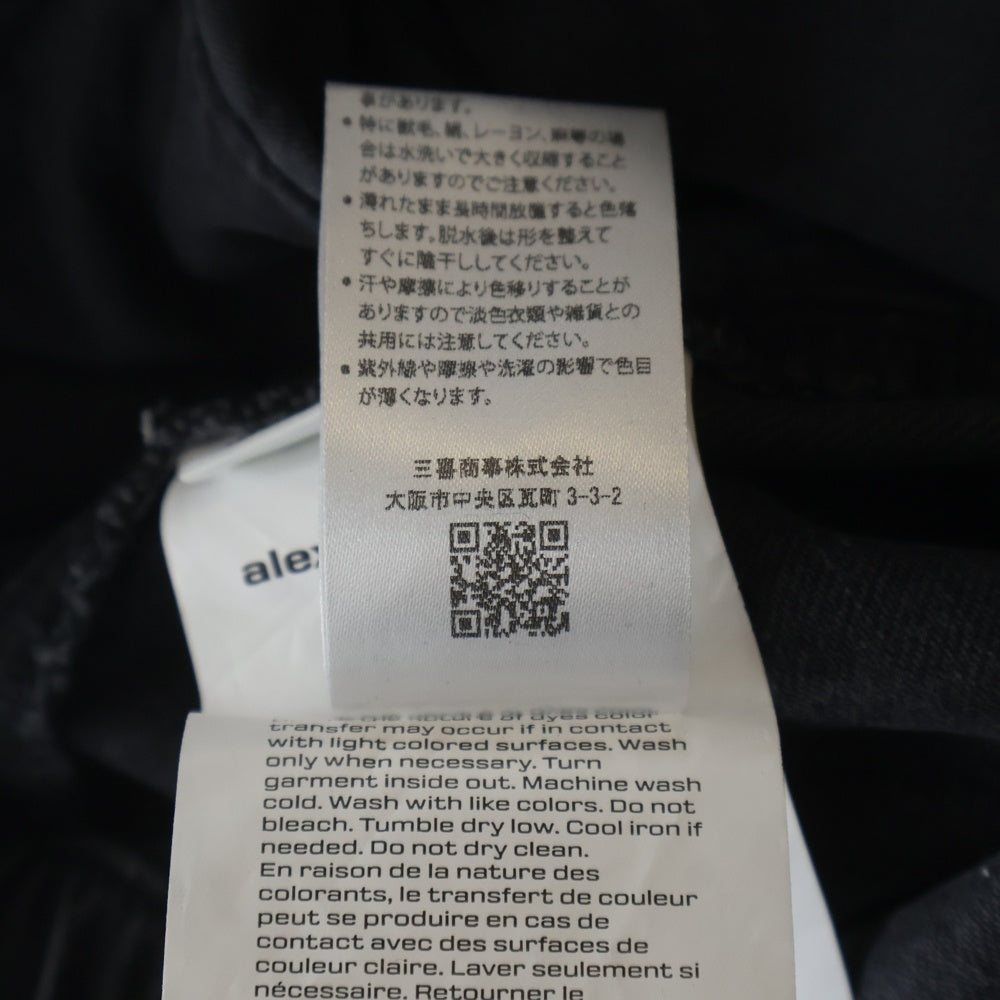 事があります。
• 特に獣毛、絹、レーヨン、麻等の場
合は水洗いで大きく収縮すること
がありますのでご注意ください。
• 濡れたまま長時間放置すると色落
ちします。脱水後は形を整えて
すぐに陰干ししてください。
• 汗や摩擦により色移りすることが
ありますので淡色衣類や雑貨との
共用には注意してください。
• 紫外線や摩擦や洗濯の影響で色目
が薄くなります。
三喜商事株式会社
大阪市中央区瓦町 3-3-2
alex
the nature of dyes color
transfer may occur if in contact
with light colored surfaces. Wash
only when necessary. Turn
garment inside out. Machine wash
cold. Wash with like colors. Do not
bleach. Tumble dry low. Cool iron if
needed. Do not dry clean.
En raison de la nature des
colorants, le transfert de couleur
peut se produire en cas de
contact avec des surfaces de
couleur claire. Laver seulement si
nécessaire. Retourner le